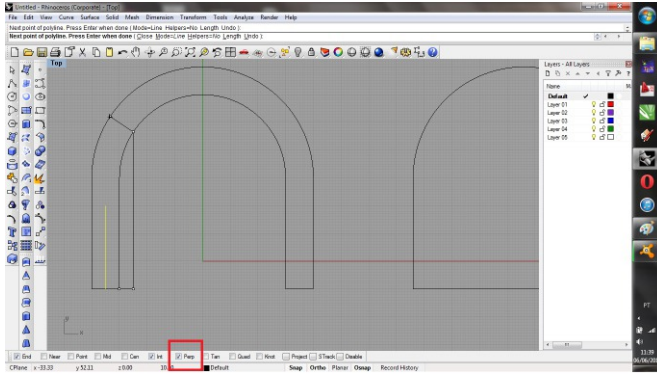 Untitled - Rhinoceros (Corporate) - [Top]
File Edit View Curve Surface Solid Mesh Dimension Transform Tools Analyze Render Help
Next point of polyline. Press Enter when done ( Mode=Line Helpers=No Length Undo ):
Next point of polyline. Press Enter when done ( Close Mode=Line Helpers=No Length Undo ):
Top
Layers - All Layers
Name
Default
Layer 01
Layer 02
Layer 03
Layer 04
Layer 05
PT
11:39
End Near Point Mid Cen Int Perp Tan Quad Knot Project STrack Disable
CPlane x -33.33 y 52.11 z 0.00 Default Snap Ortho Planar Osnap Record History